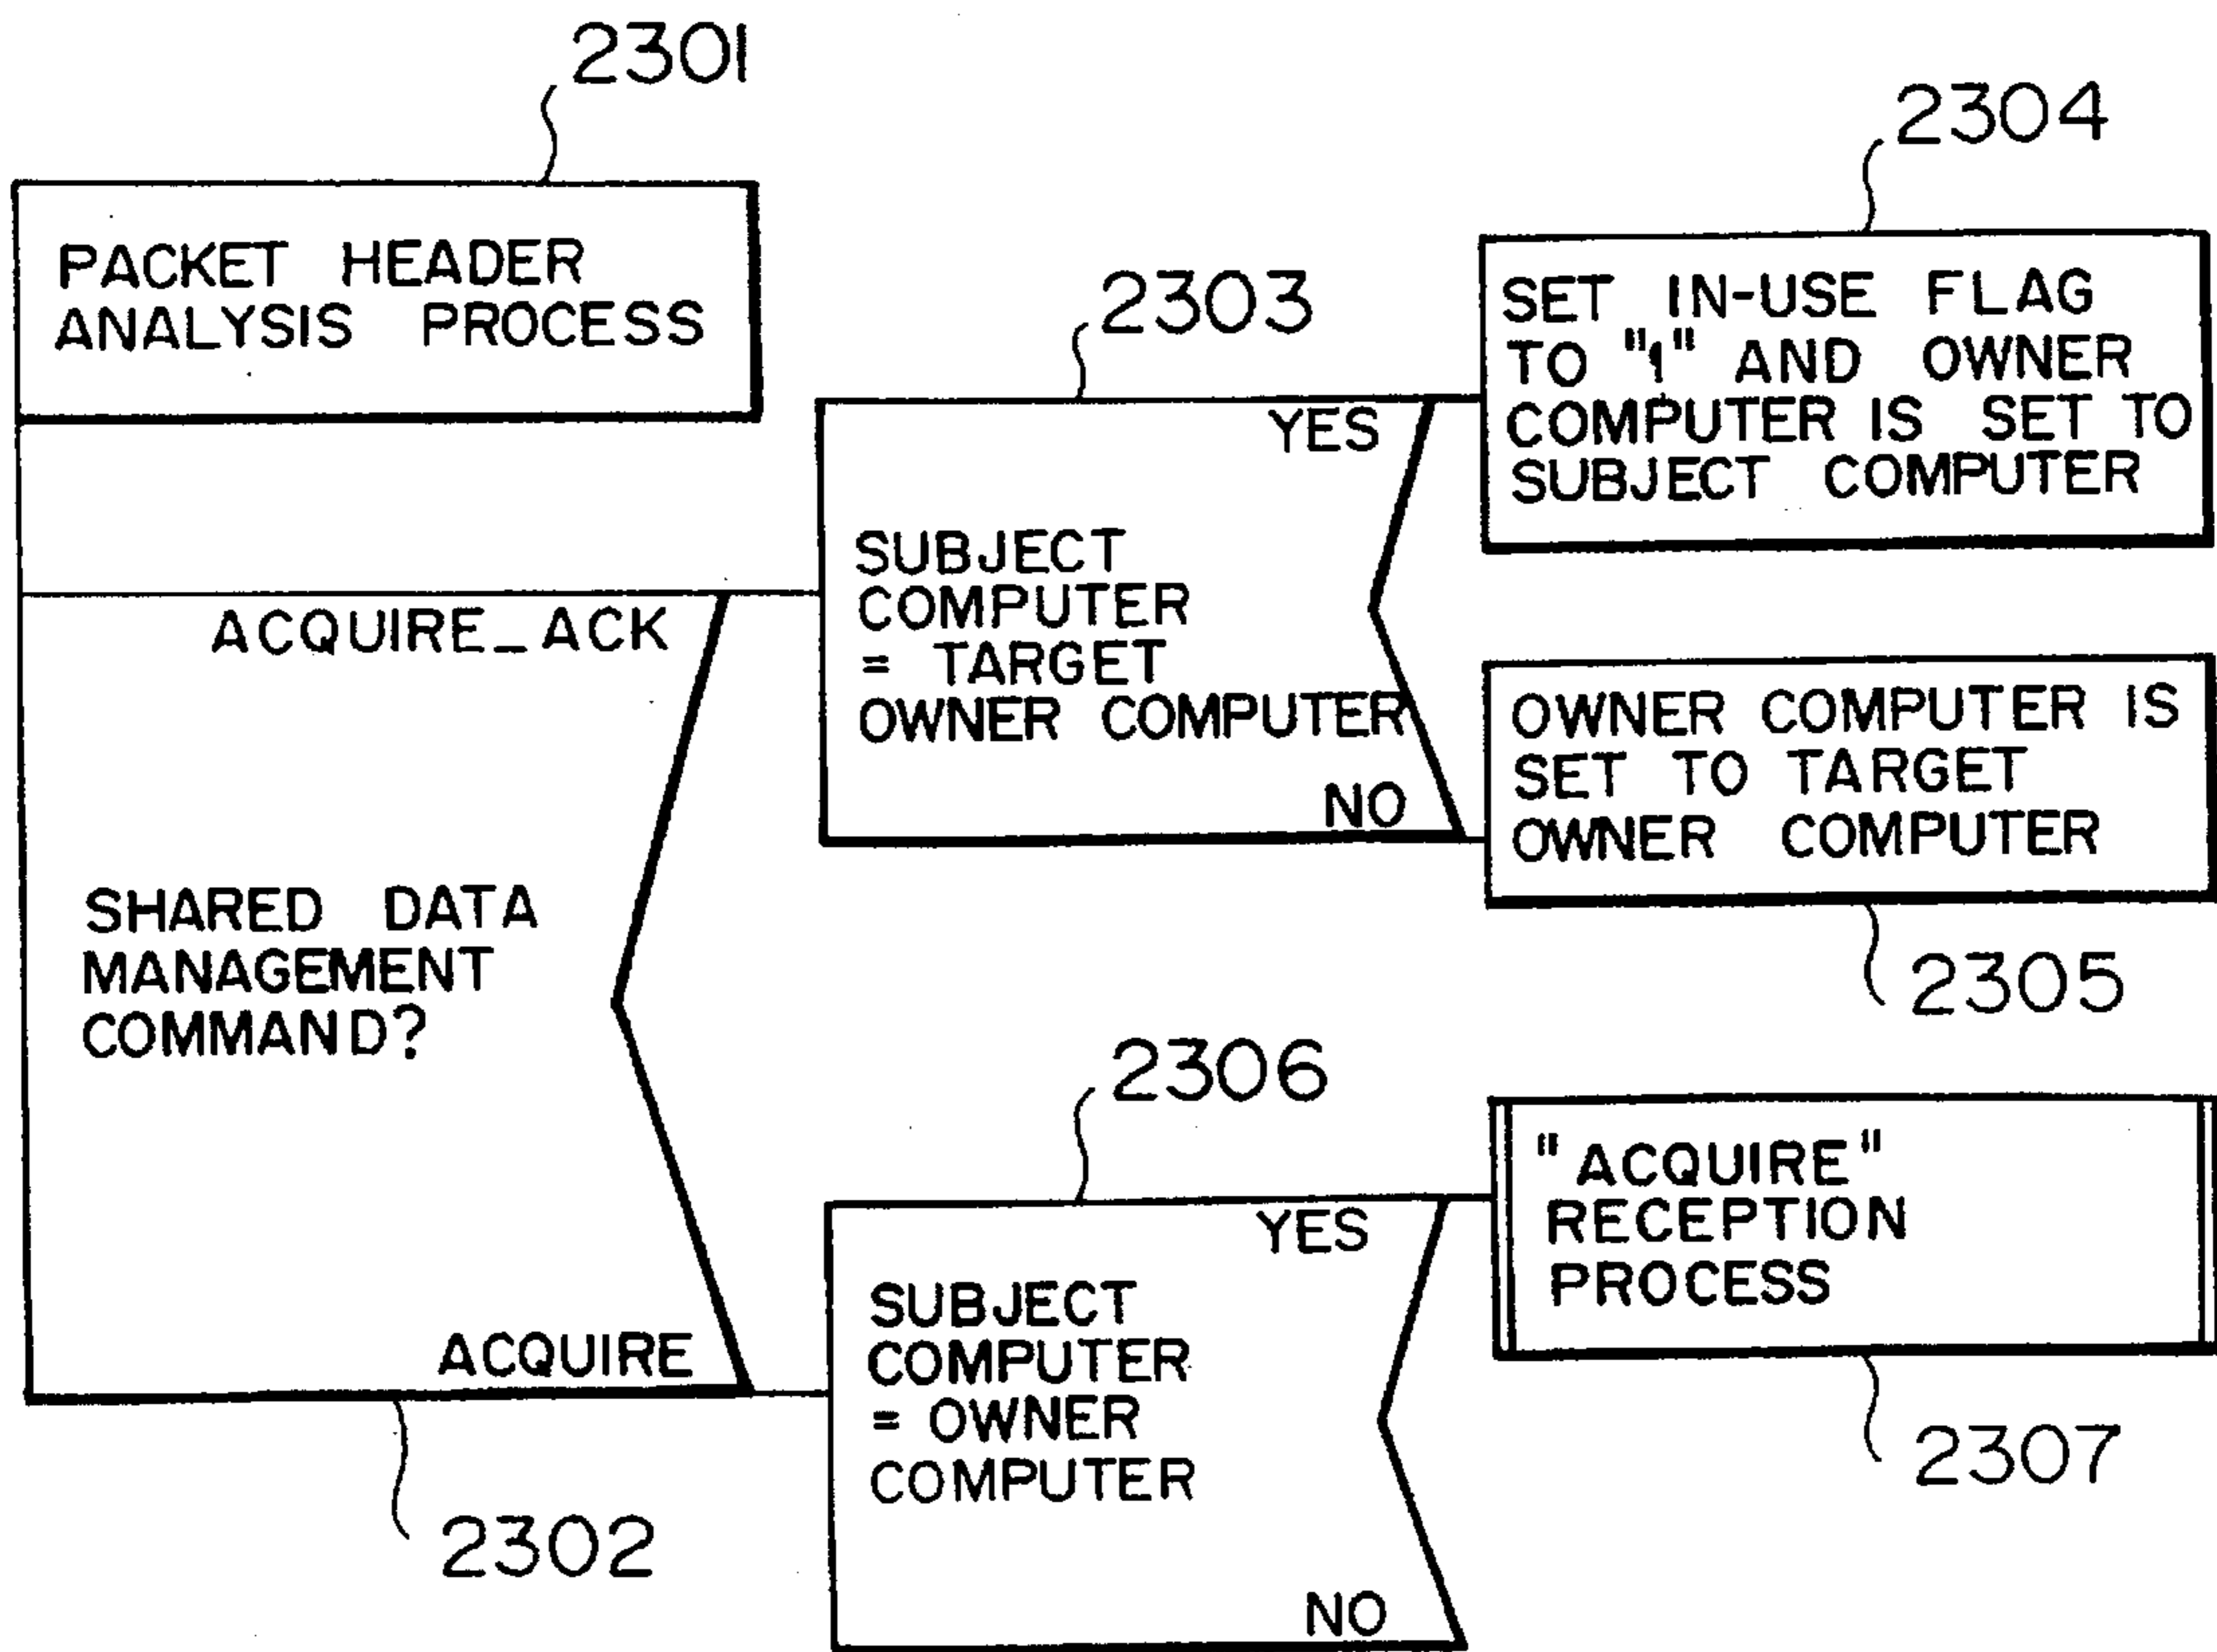 2301
PACKET HEADER
ANALYSIS PROCESS
2302
SHARED DATA
MANAGEMENT
COMMAND?
ACQUIRE_ACK
ACQUIRE
2303
SUBJECT
COMPUTER
= TARGET
OWNER COMPUTER
YES
NO
2304
SET IN-USE FLAG
TO "1" AND OWNER
COMPUTER IS SET TO
SUBJECT COMPUTER
OWNER COMPUTER IS
SET TO TARGET
OWNER COMPUTER
2305
2306
SUBJECT
COMPUTER
= OWNER
COMPUTER
YES
NO
"ACQUIRE"
RECEPTION
PROCESS
2307